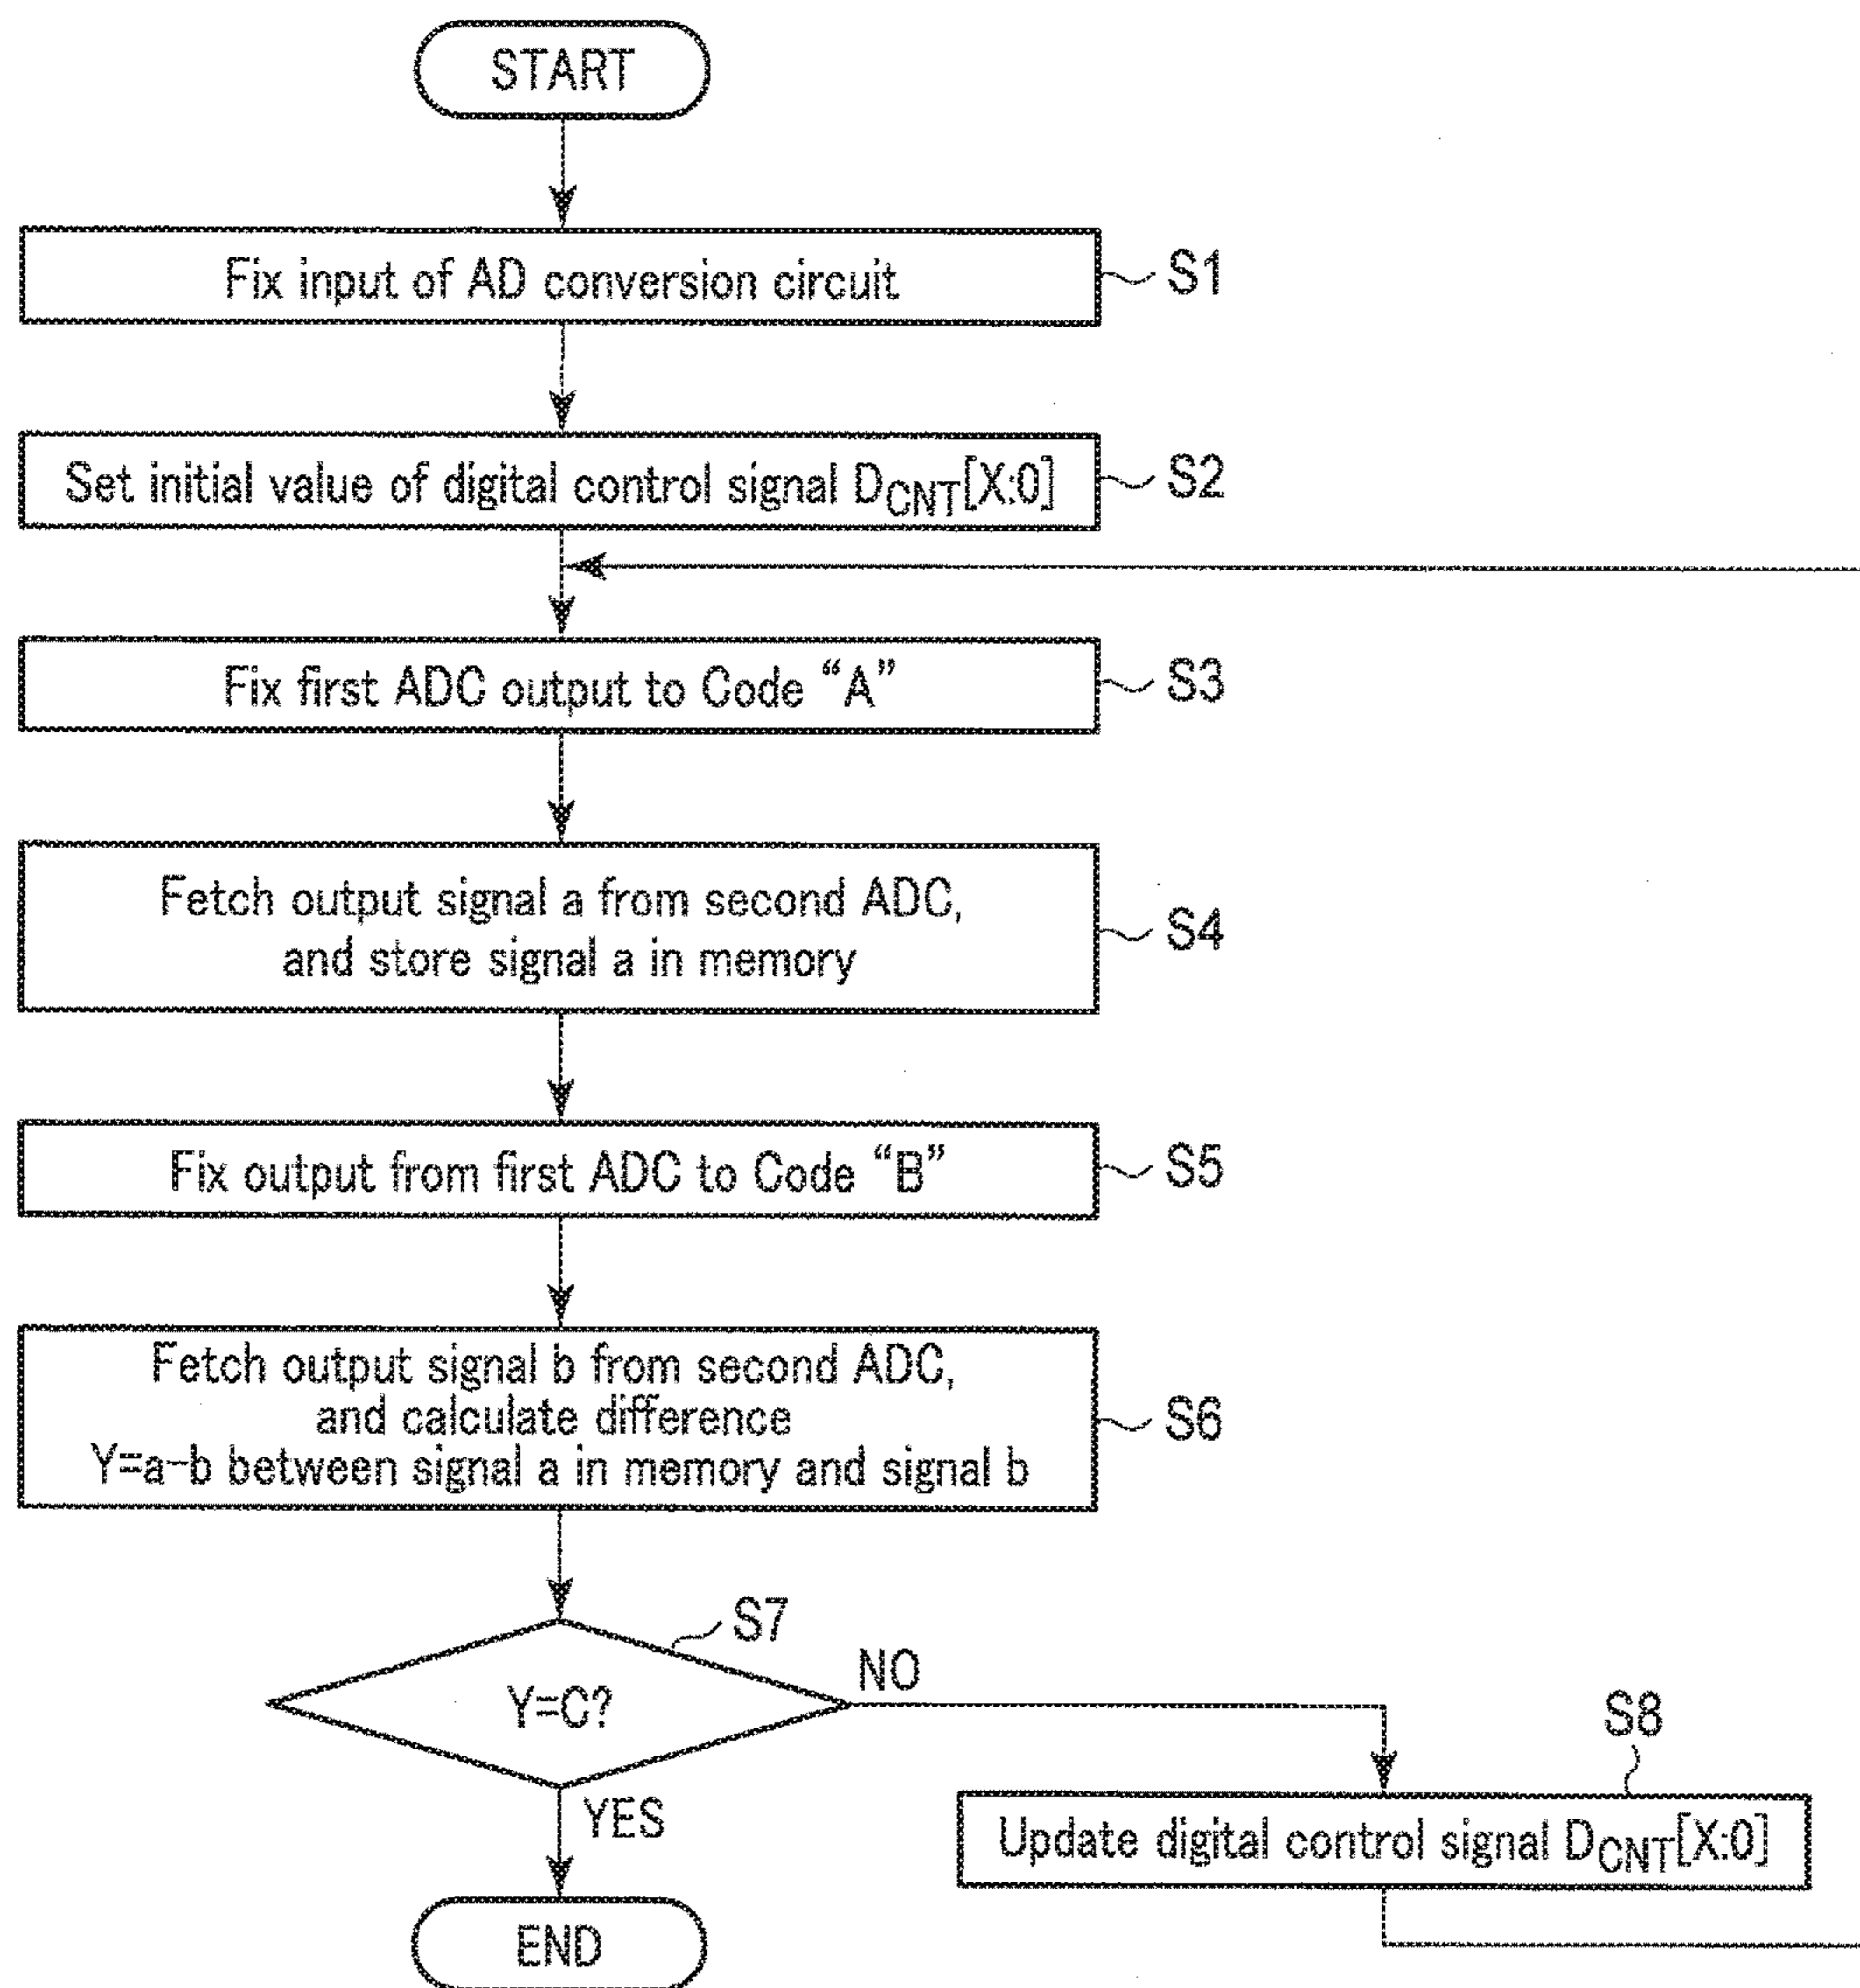 START
Fix input of AD conversion circuit
S1
Set initial value of digital control signal DCNT[X:0]
S2
Fix first ADC output to Code “A”
S3
Fetch output signal a from second ADC,
and store signal a in memory
S4
Fix output from first ADC to Code “B”
S5
Fetch output signal b from second ADC,
and calculate difference
Y=a-b between signal a in memory and signal b
S6
S7
Y=C?
NO
YES
S8
Update digital control signal DCNT[X:0]
END